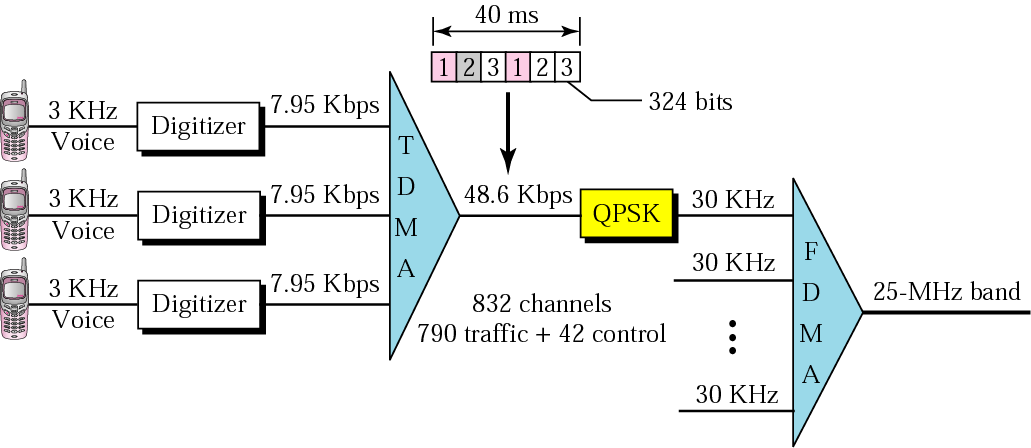 40 ms
1 2 3 1 2 3
324 bits
3 KHz
Voice
Digitizer
7.95 Kbps
3 KHz
Voice
Digitizer
7.95 Kbps
3 KHz
Voice
Digitizer
7.95 Kbps
T
D
M
A
48.6 Kbps
QPSK
30 KHz
30 KHz
30 KHz
832 channels
790 traffic + 42 control
F
D
M
A
25-MHz band